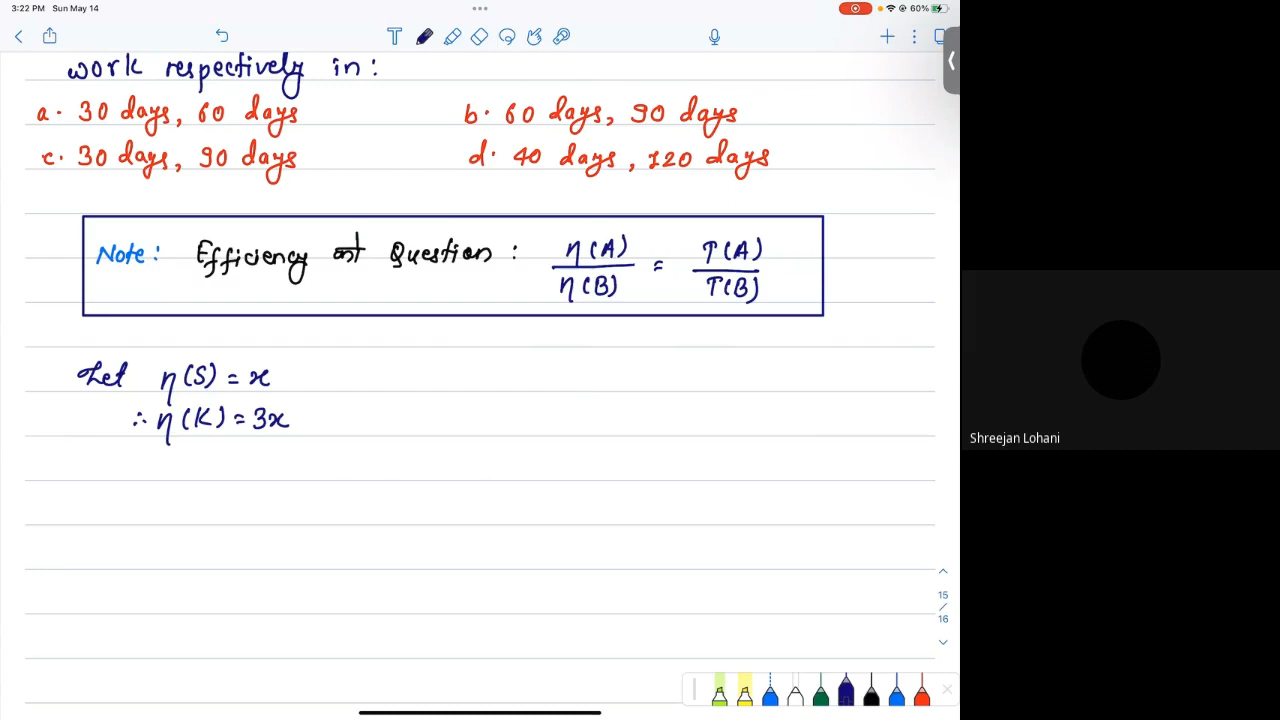 3:22 PM Sun May 14
60%
work respectively in :
a. 30 days, 60 days b. 60 days, 90 days
c. 30 days, 90 days d. 40 days, 120 days
Note: Efficiency Question : η(A)/η(B) = T(A)/T(B)
Let η(S) = x
∴ η(K) = 3x
Shreejan Lohani
15
/
16